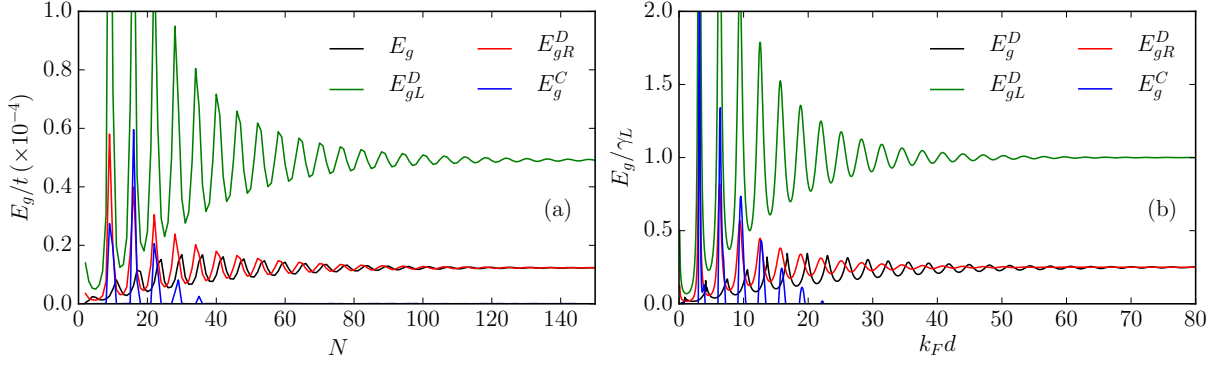 1.0
0.8
0.6
0.4
0.2
0.0
E_g/t (×10^{-4})
E_g
E_{gL}^D
E_{gR}^D
E_g^C
(a)
0 20 40 60 80 100 120 140
N
2.0
1.5
1.0
0.5
0.0
E_g/γ_L
E_g^D
E_{gL}^D
E_{gR}^D
E_g^C
(b)
0 10 20 30 40 50 60 70 80
k_F d